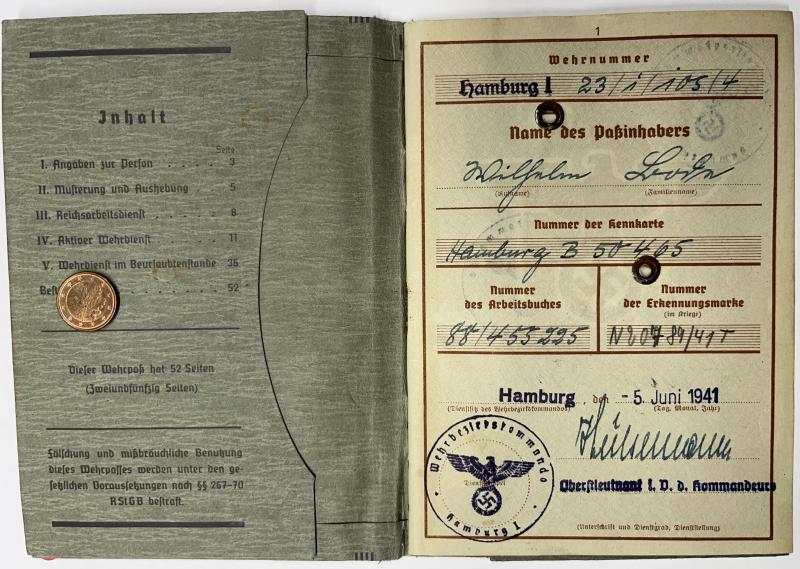 Inhalt
Seite
I. Angaben zur Person . . . . . 3
II. Musterung und Aushebung . . . 5
III. Reichsarbeitsdienst . . . . . . 8
IV. Aktiver Wehrdienst . . . . . . 11
V. Wehrdienst im Beurlaubtenstande 35
52
Dieser Wehrpaß hat 52 Seiten
(Zweiundfünfzig Seiten)
Fälschung und mißbräuchliche Benutzung
dieses Wehrpasses werden unter den ge-
setzlichen Voraussetzungen nach §§ 267-70
RStGB bestraft.
1
Wehrnummer
Hamburg I 23/1/105/4
Name des Paßinhabers
Wilhelm Bode
(Rufname) (Familienname)
Nummer der Kennkarte
Hamburg B 50465
Nummer des Arbeitsbuches
88/455225
Nummer der Erkennungsmarke
(im Kriege)
Hamburg, den -5. Juni 1941
(Dienstsitz des Wehrbezirkskommandos) (Tag, Monat, Jahr)
Wehrbezirkskommando
Hamburg I
Oberstleutnant i. V. d. Kommandeurs
(Unterschrift und Dienstgrad, Dienststellung)